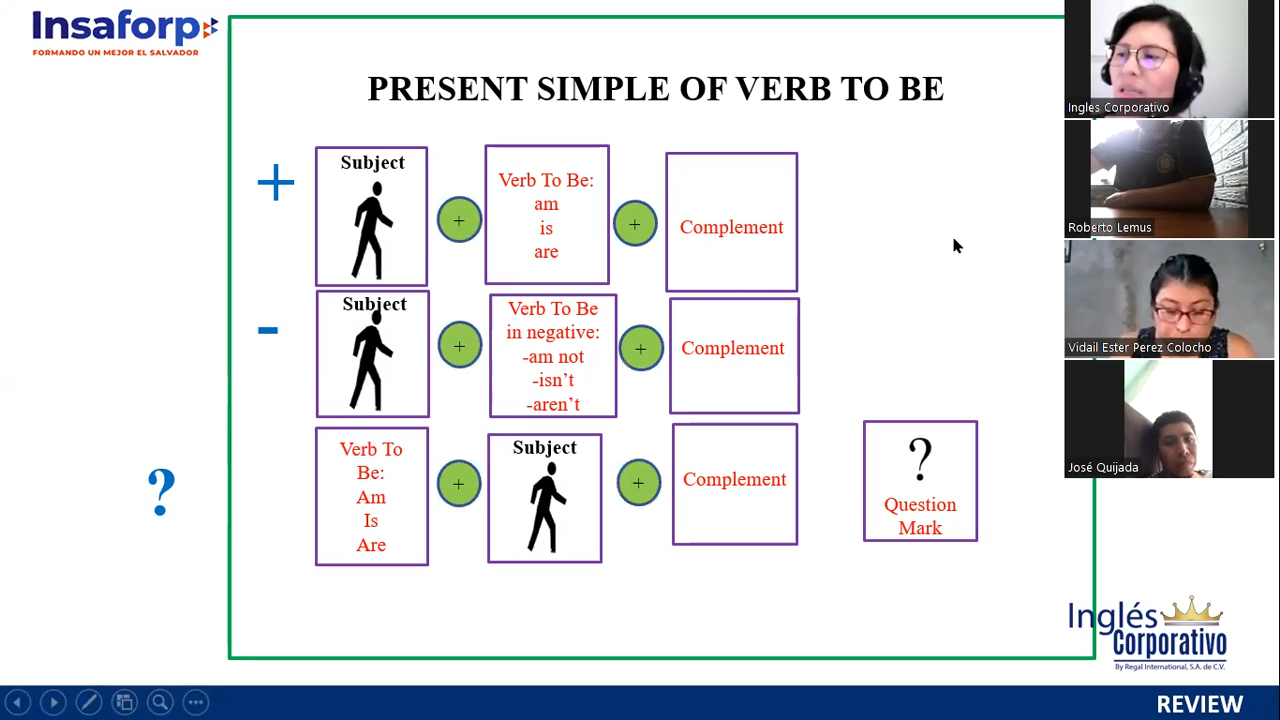 Insaforp
FORMANDO UN MEJOR EL SALVADOR
PRESENT SIMPLE OF VERB TO BE
+
Subject
+
Verb To Be:
am
is
are
+
Complement
-
Subject
+
Verb To Be
in negative:
-am not
-isn’t
-aren’t
+
Complement
?
Verb To
Be:
Am
Is
Are
+
Subject
+
Complement
?
Question
Mark
Ingles Corporativo
Roberto Lemus
Vidail Ester Perez Colocho
José Quijada
Inglés
Corporativo
By Regal International, S.A. de C.V.
REVIEW